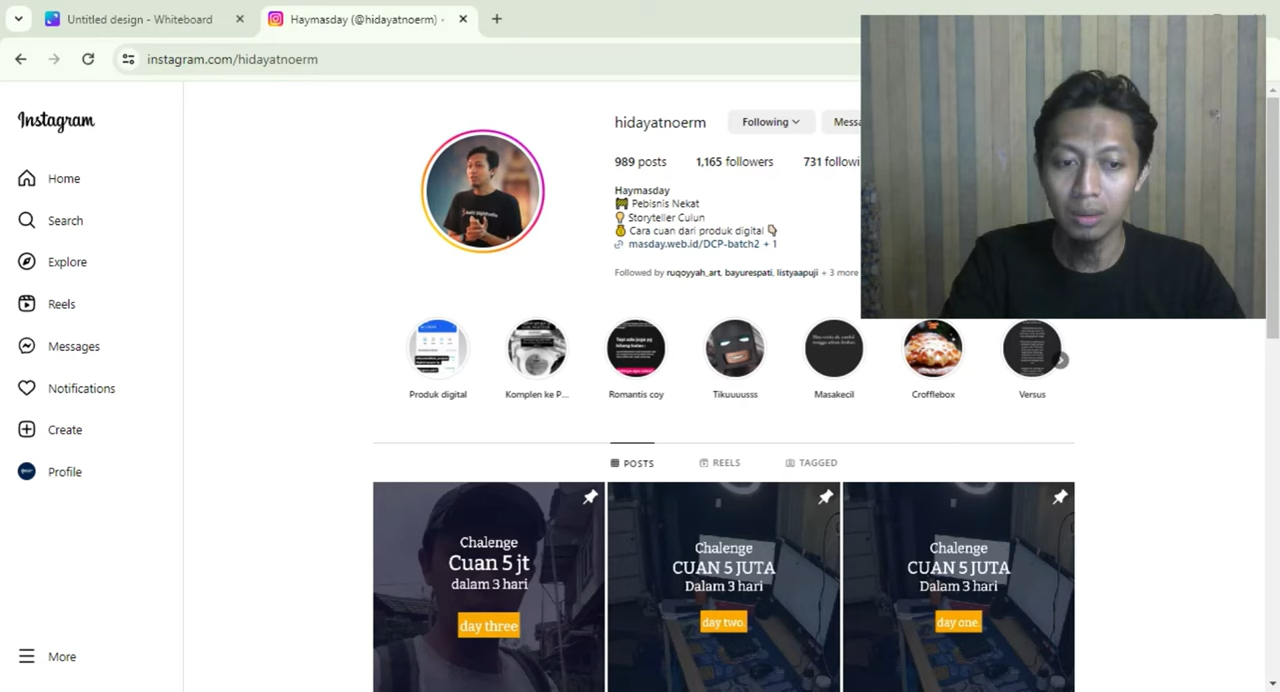 Untitled design - Whiteboard
Haymasday (@hidayatnoerm) •
instagram.com/hidayatnoerm
Instagram
Home
Search
Explore
Reels
Messages
Notifications
Create
Profile
More
hidayatnoerm
Following
Messa
989 posts
1,165 followers
731 followi
Haymasday
🚧 Pebisnis Nekat
💡 Storyteller Culun
💰 Cara cuan dari produk digital 👇
masday.web.id/DCP-batch2 + 1
Followed by ruqoyyah_art, bayurespati, listyaapuji + 3 more
Produk digital
Komplen ke P...
Romantis coy
Tikuuuusss
Masakecil
Crofflebox
Versus
POSTS
REELS
TAGGED
Chalenge
Cuan 5 jt
dalam 3 hari
day three
Chalenge
CUAN 5 JUTA
Dalam 3 hari
day two.
Chalenge
CUAN 5 JUTA
Dalam 3 hari
day one.